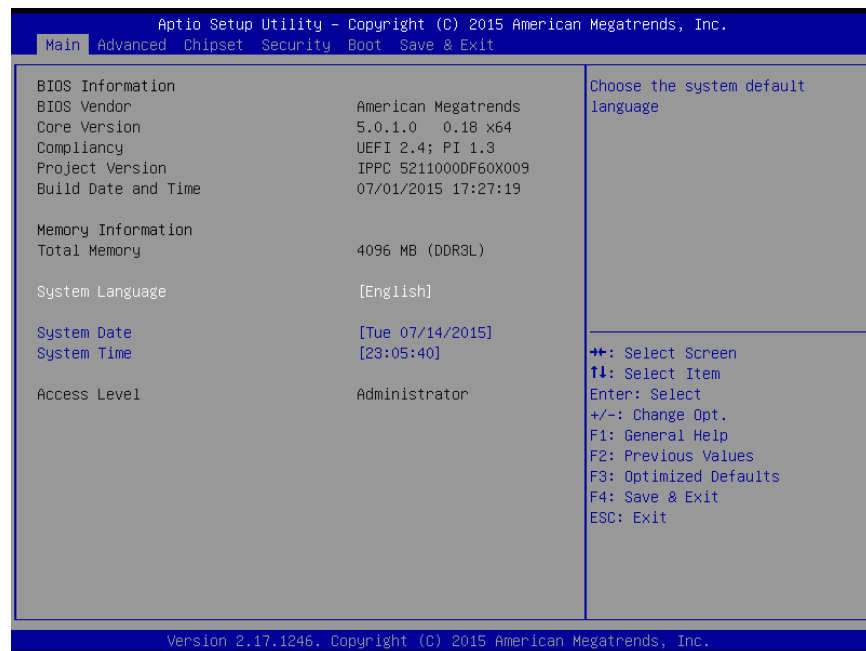 Aptio Setup Utility – Copyright (C) 2015 American Megatrends, Inc.
Main Advanced Chipset Security Boot Save & Exit
BIOS Information
BIOS Vendor American Megatrends
Core Version 5.0.1.0 0.18 x64
Compliancy UEFI 2.4; PI 1.3
Project Version IPPC 5211000DF60X009
Build Date and Time 07/01/2015 17:27:19
Memory Information
Total Memory 4096 MB (DDR3L)
System Language [English]
System Date [Tue 07/14/2015]
System Time [23:05:40]
Access Level Administrator
Choose the system default
language
→←: Select Screen
↑↓: Select Item
Enter: Select
+/-: Change Opt.
F1: General Help
F2: Previous Values
F3: Optimized Defaults
F4: Save & Exit
ESC: Exit
Version 2.17.1246. Copyright (C) 2015 American Megatrends, Inc.